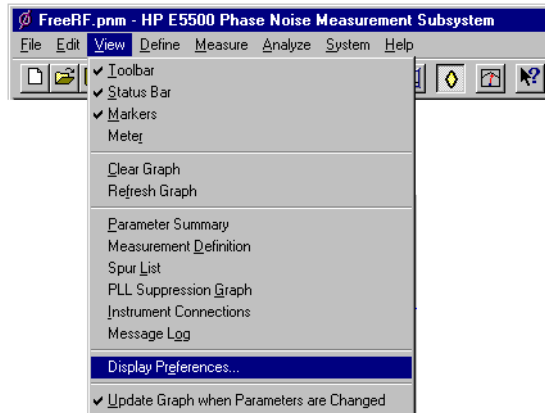 FreeRF.pnm - HP E5500 Phase Noise Measurement Subsystem
File Edit View Define Measure Analyze System Help
Toolbar
Status Bar
Markers
Meter
Clear Graph
Refresh Graph
Parameter Summary
Measurement Definition
Spur List
PLL Suppression Graph
Instrument Connections
Message Log
Display Preferences...
Update Graph when Parameters are Changed